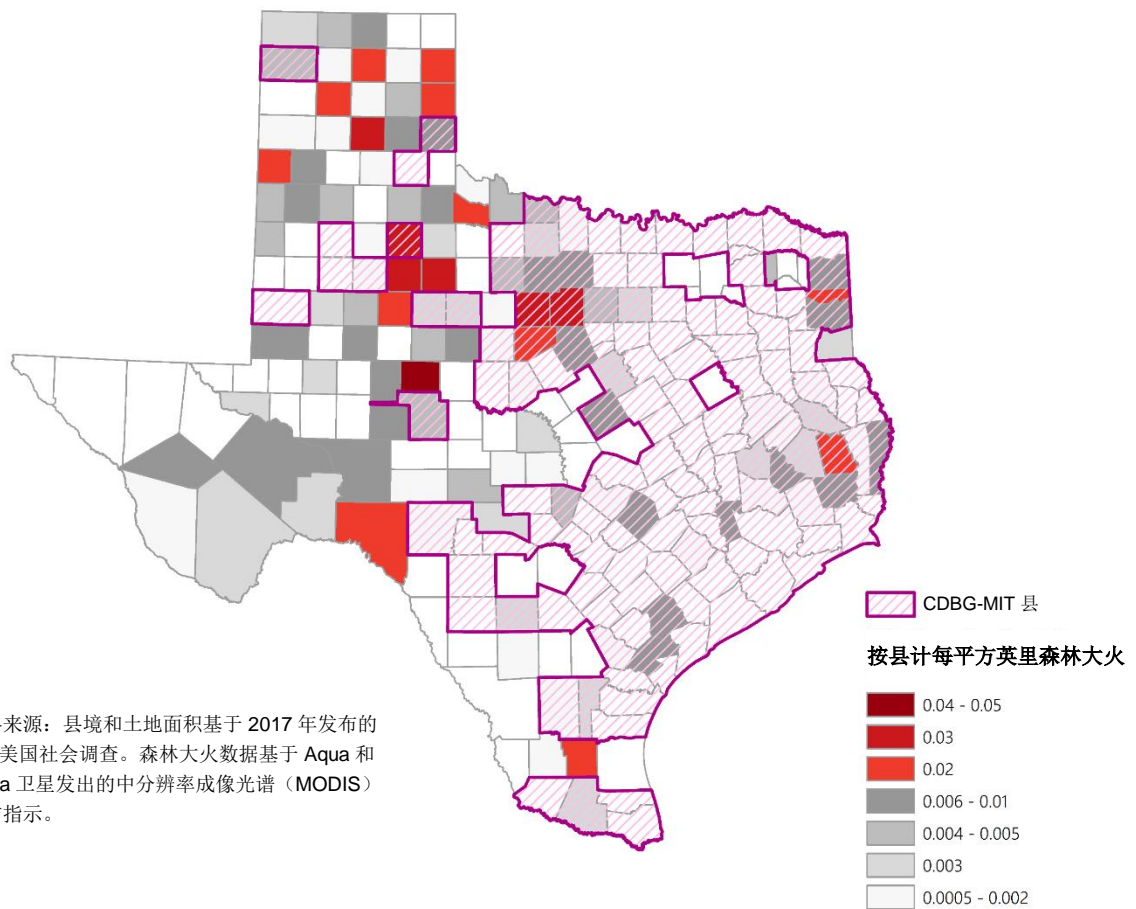 CDBG-MIT 县
按县计每平方英里森林大火
0.04 - 0.05
0.03
0.02
0.006 - 0.01
0.004 - 0.005
0.003
0.0005 - 0.002
来源：县境和土地面积基于 2017 年发布的
美国社会调查。森林大火数据基于 Aqua 和
a 卫星发出的中分辨率成像光谱（MODIS）
指示。